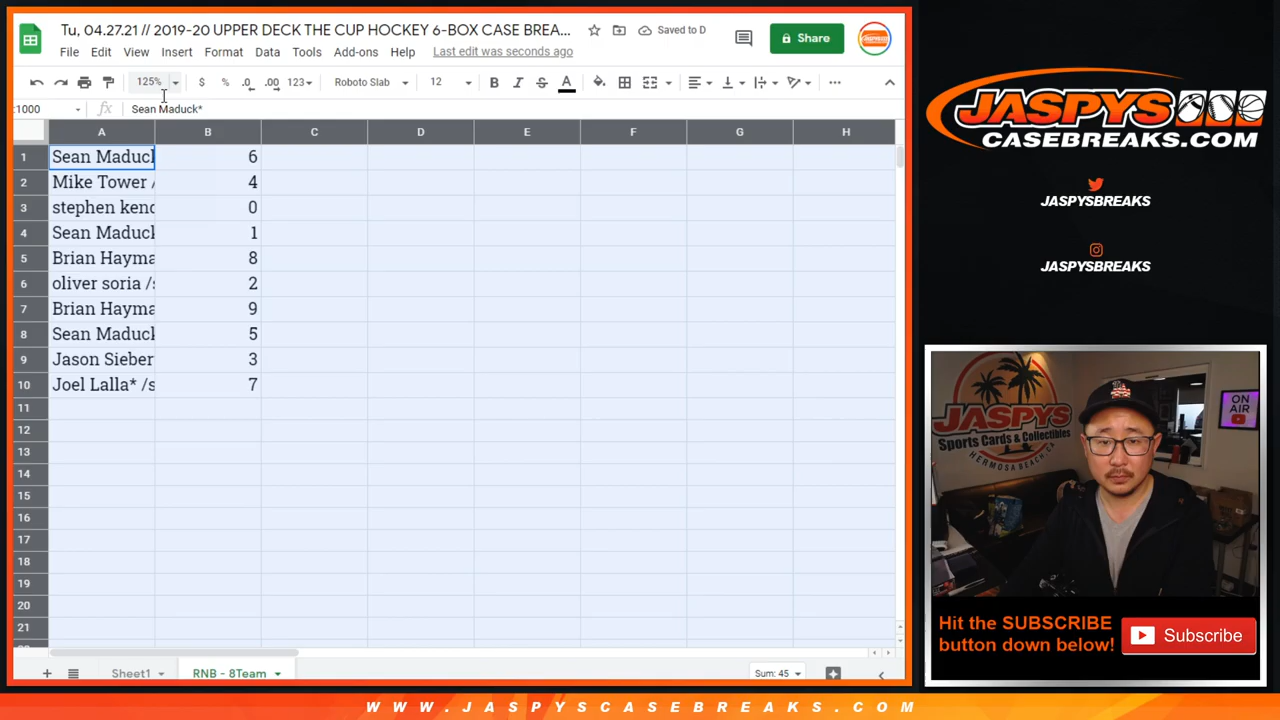 Tu, 04.27.21 // 2019-20 UPPER DECK THE CUP HOCKEY 6-BOX CASE BREA...
Saved to D
Share
File Edit View Insert Format Data Tools Add-ons Help Last edit was seconds ago
125% $ % .0 .00 123 Roboto Slab 12 B I S A
:1000 fx Sean Maduck*
A B C D E F G H
1 Sean Maduck 6
2 Mike Tower / 4
3 stephen kend 0
4 Sean Maduck 1
5 Brian Hayma 8
6 oliver soria /s 2
7 Brian Hayma 9
8 Sean Maduck 5
9 Jason Sieber 3
10 Joel Lalla* /s 7
11
12
13
14
15
16
17
18
19
20
21
Sheet1 RNB - 8Team Sum: 45
JASPYS
CASEBREAKS.COM
JASPYSBREAKS
JASPYSBREAKS
JASPYS
Sports Cards & Collectibles
HERMOSA BEACH, CA
ON
AIR
Hit the SUBSCRIBE
button down below!
Subscribe
WWW.JASPYSCASEBREAKS.COM